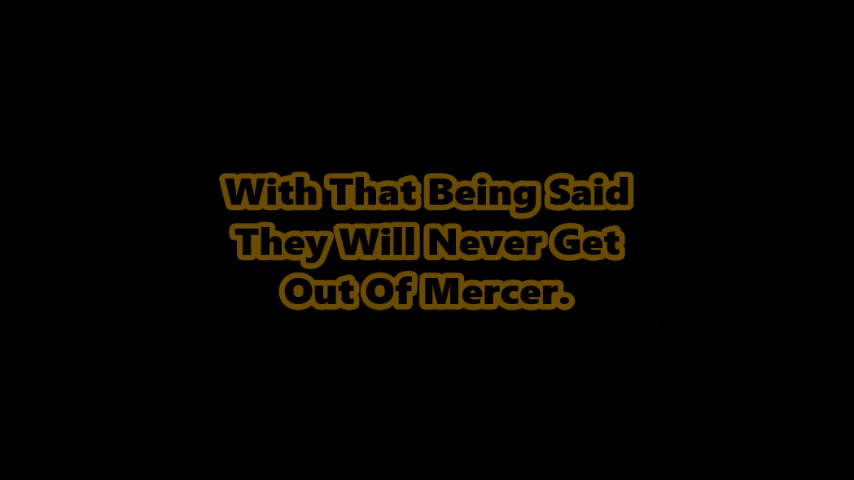 With That Being Said
They Will Never Get
Out Of Mercer.